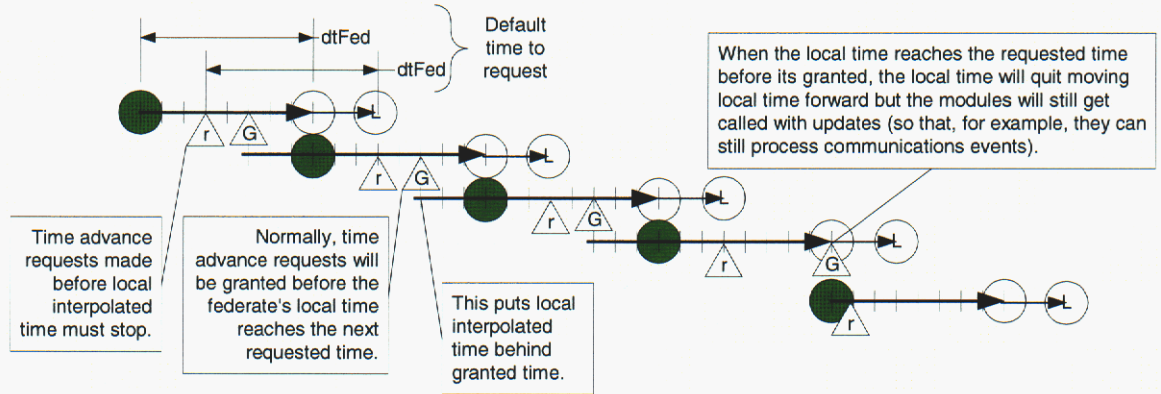 dtFed
dtFed
Default
time to
request
When the local time reaches the requested time
before its granted, the local time will quit moving
local time forward but the modules will still get
called with updates (so that, for example, they can
still process communications events).
L
r
G
L
r
G
L
r
G
L
r
G
L
r
Time advance
requests made
before local
interpolated
time must stop.
Normally, time
advance requests will
be granted before the
federate's local time
reaches the next
requested time.
This puts local
interpolated
time behind
granted time.